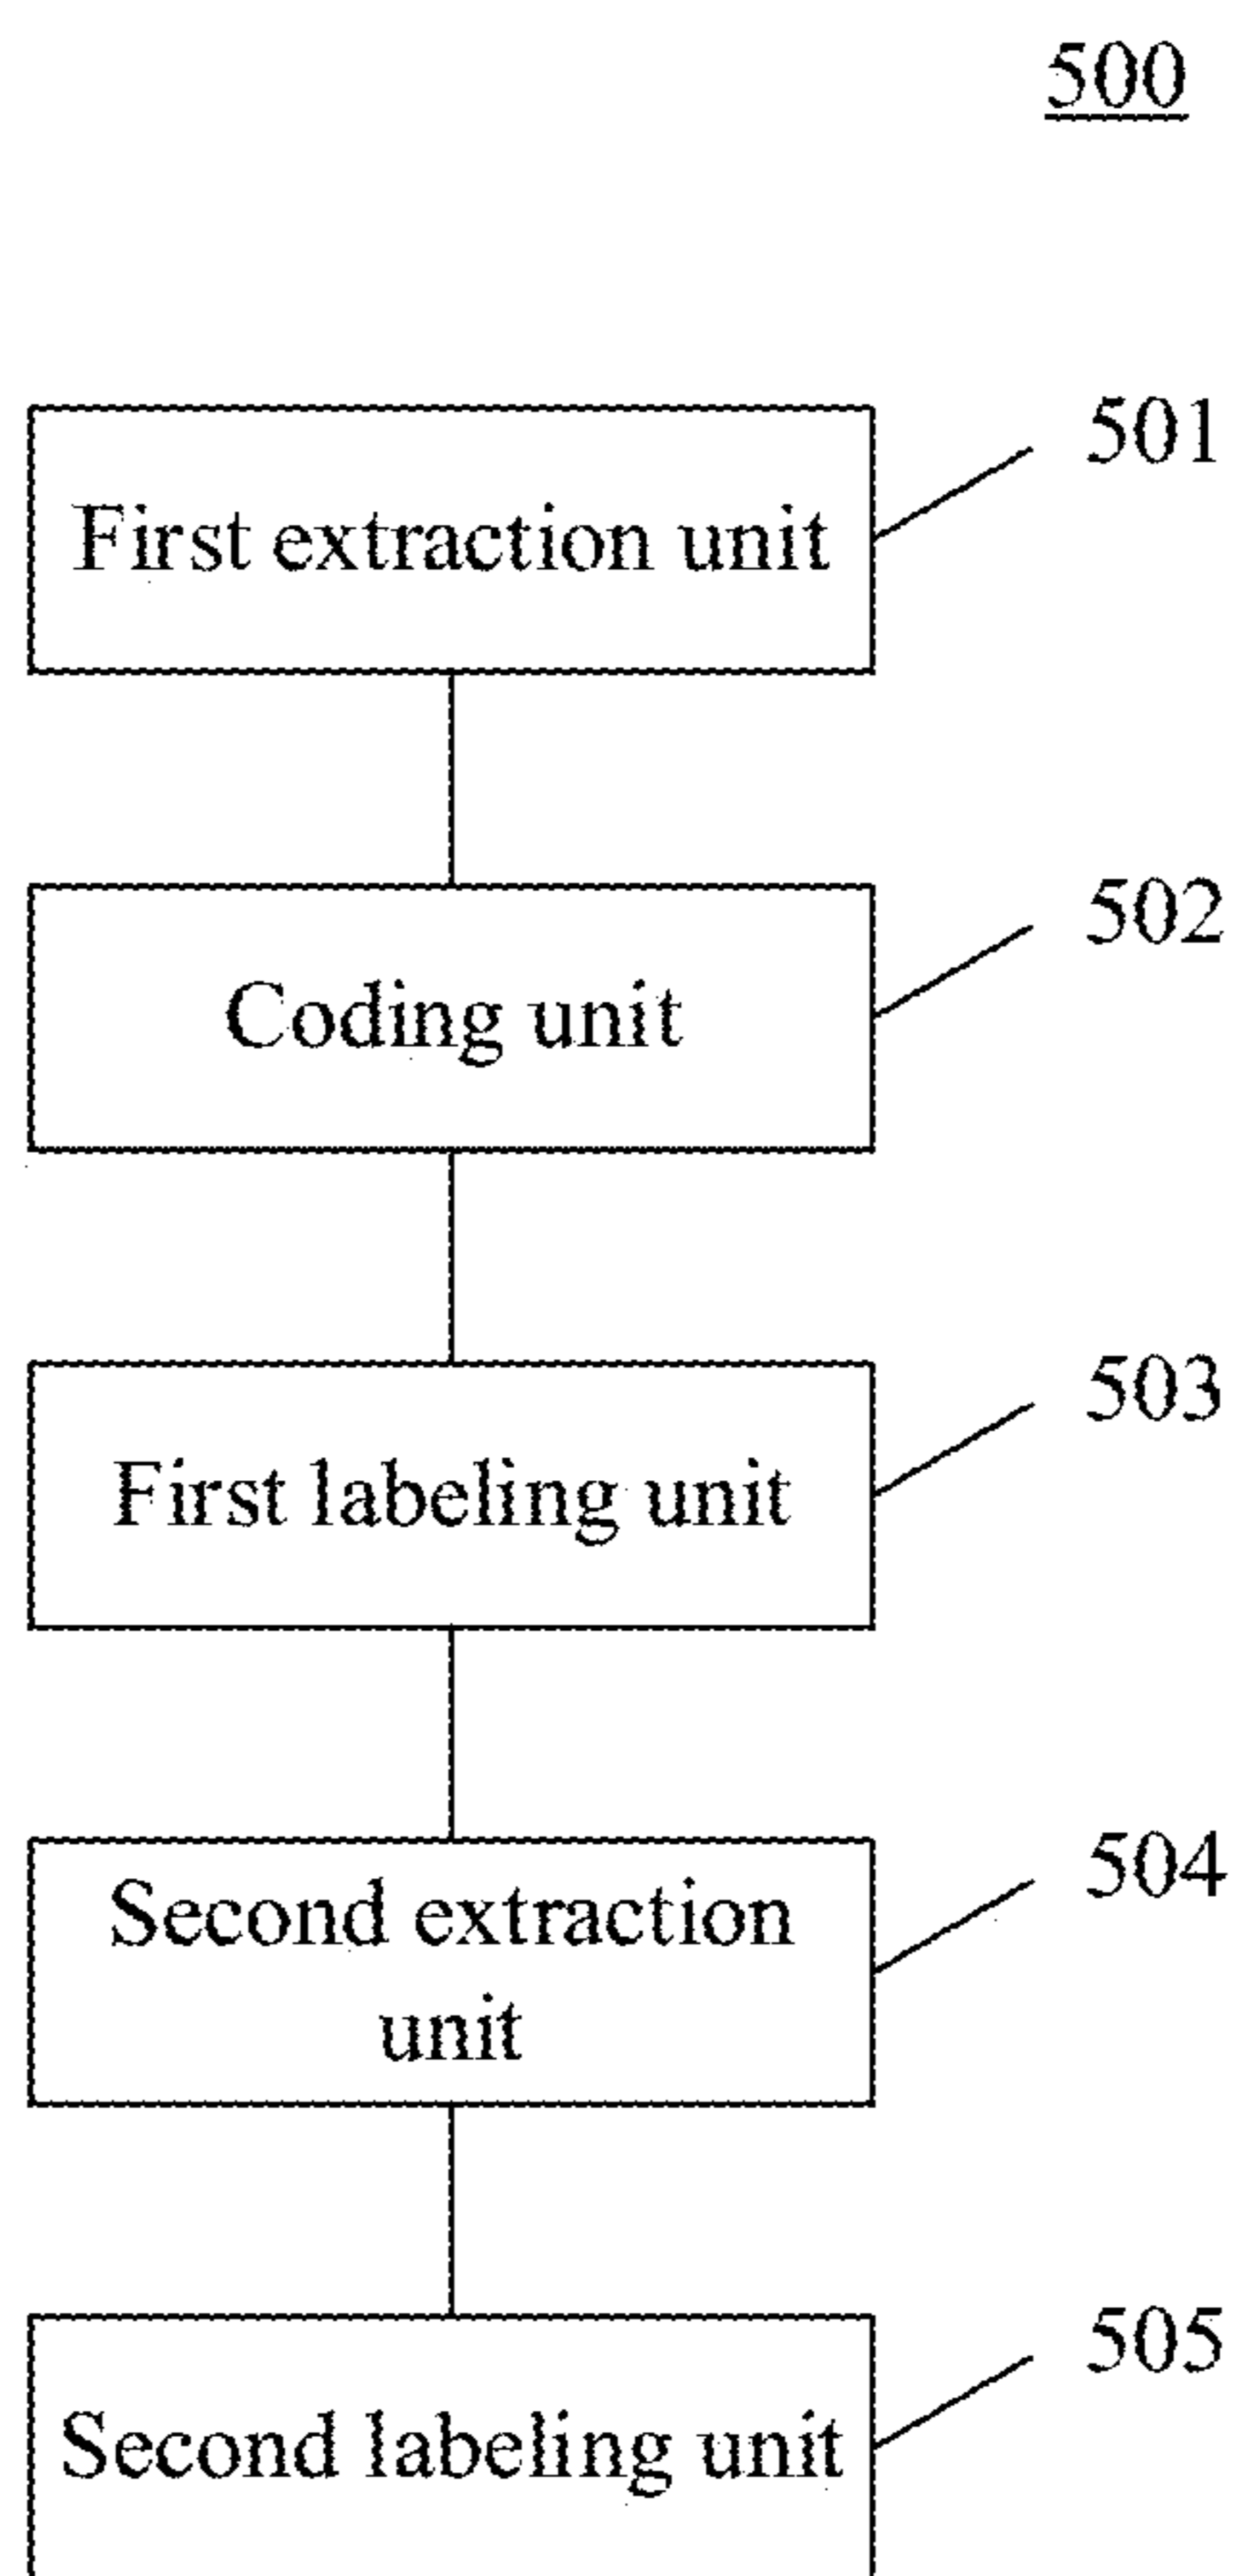 500
501
First extraction unit
502
Coding unit
503
First labeling unit
504
Second extraction
unit
505
Second labeling unit